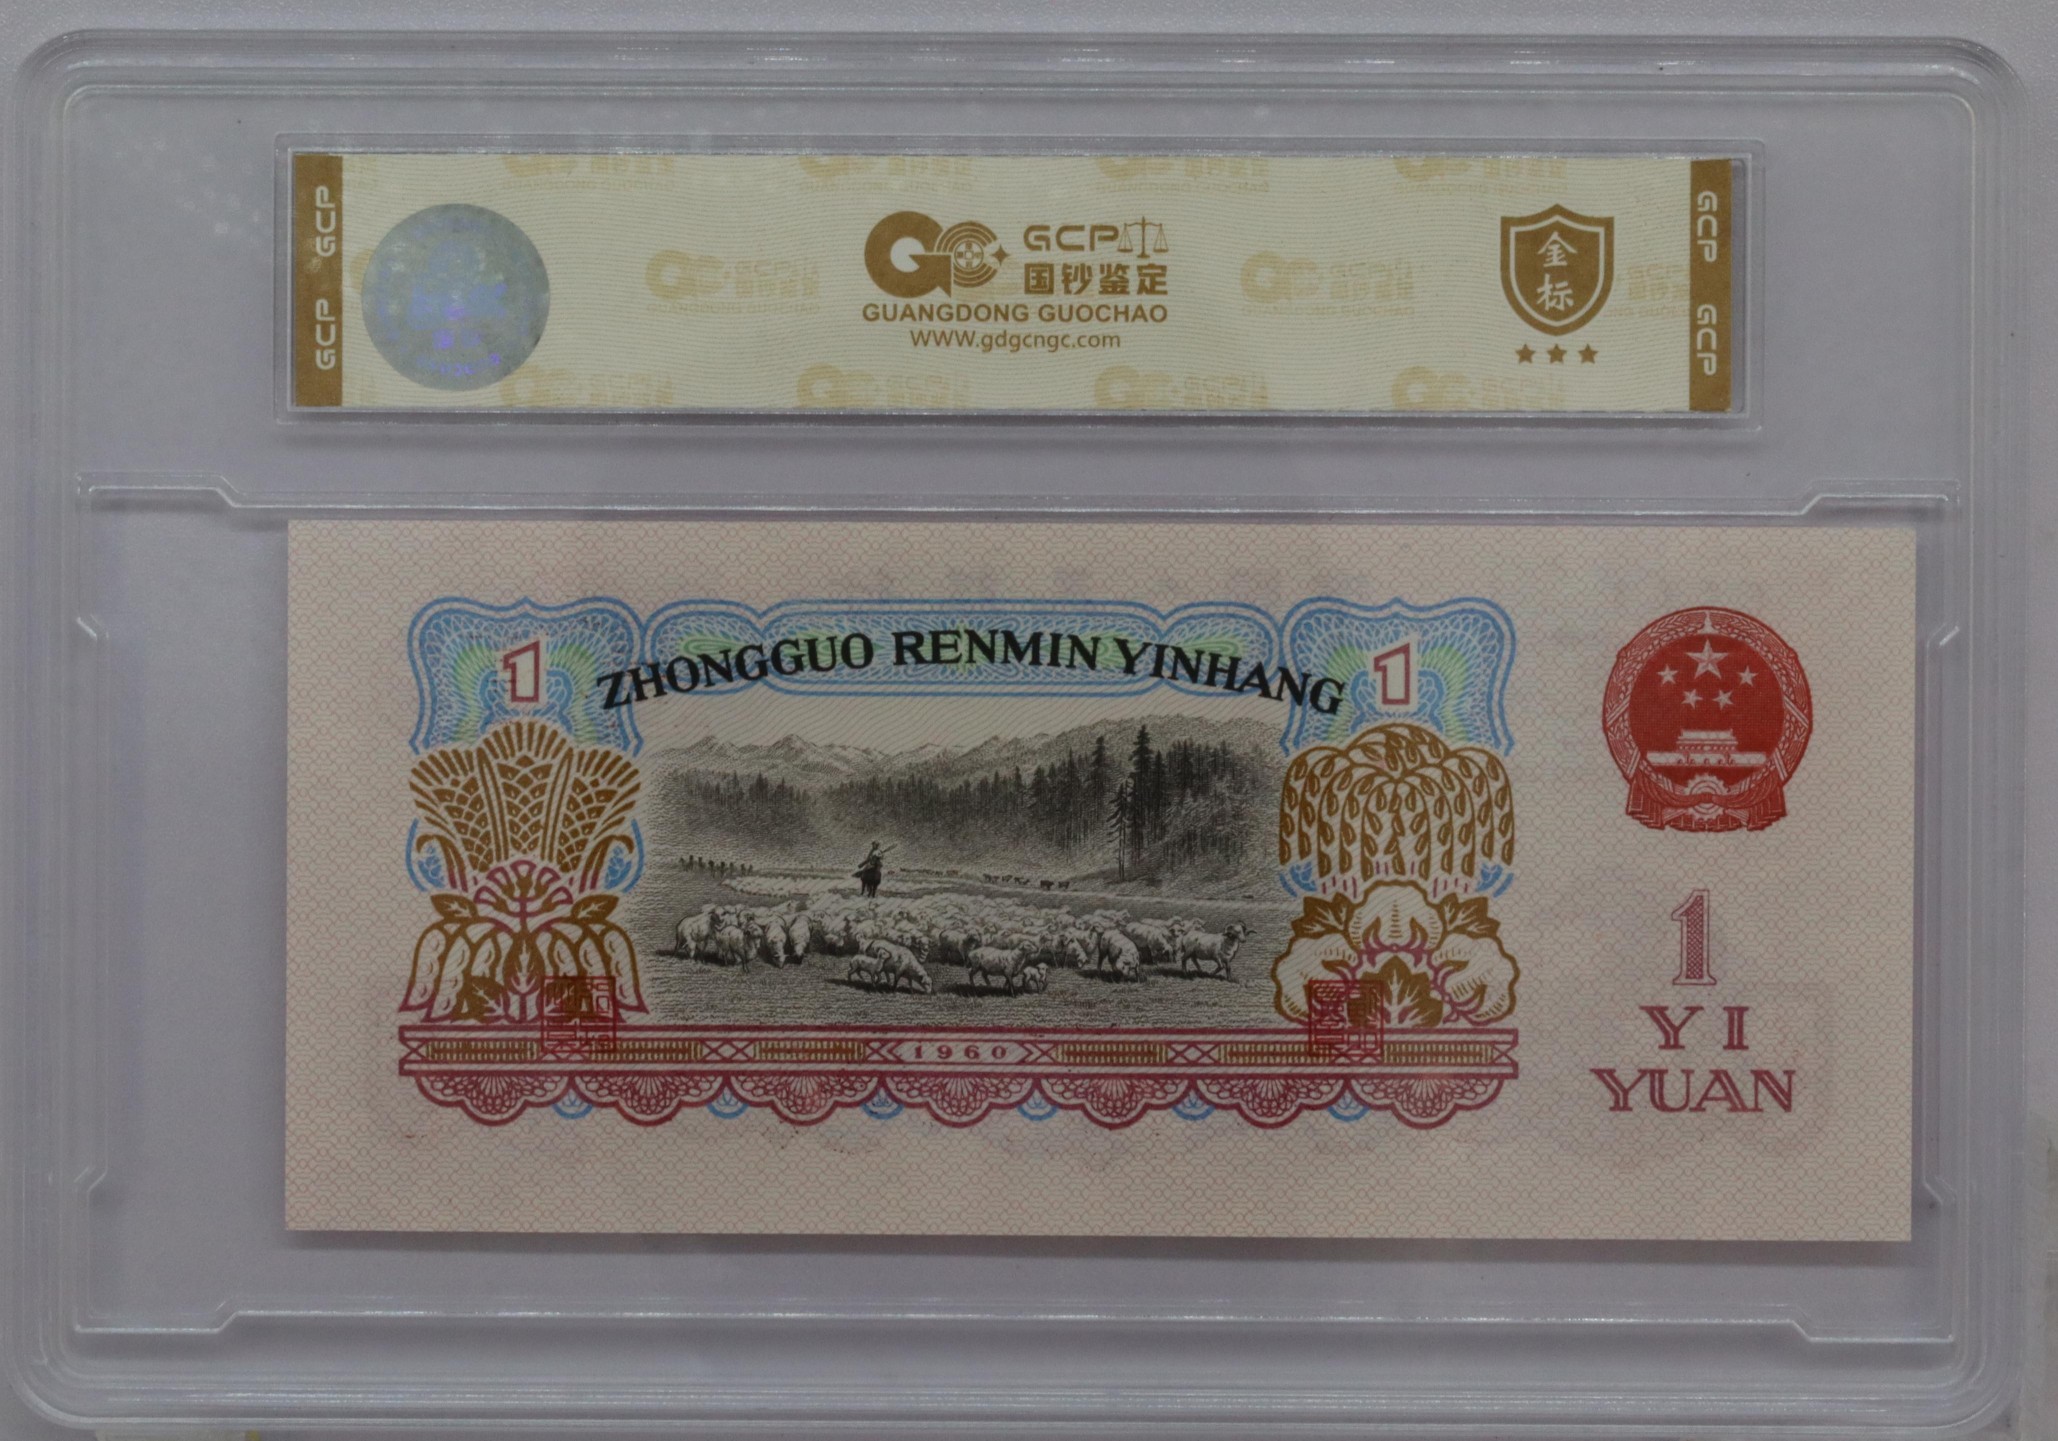 GCP GCP
GCP
国钞鉴定
GUANGDONG GUOCHAO
WWW.gdgcngc.com
金
标
GCP GCP
1 ZHONGGUO RENMIN YINHANG 1
1960
1
YI
YUAN